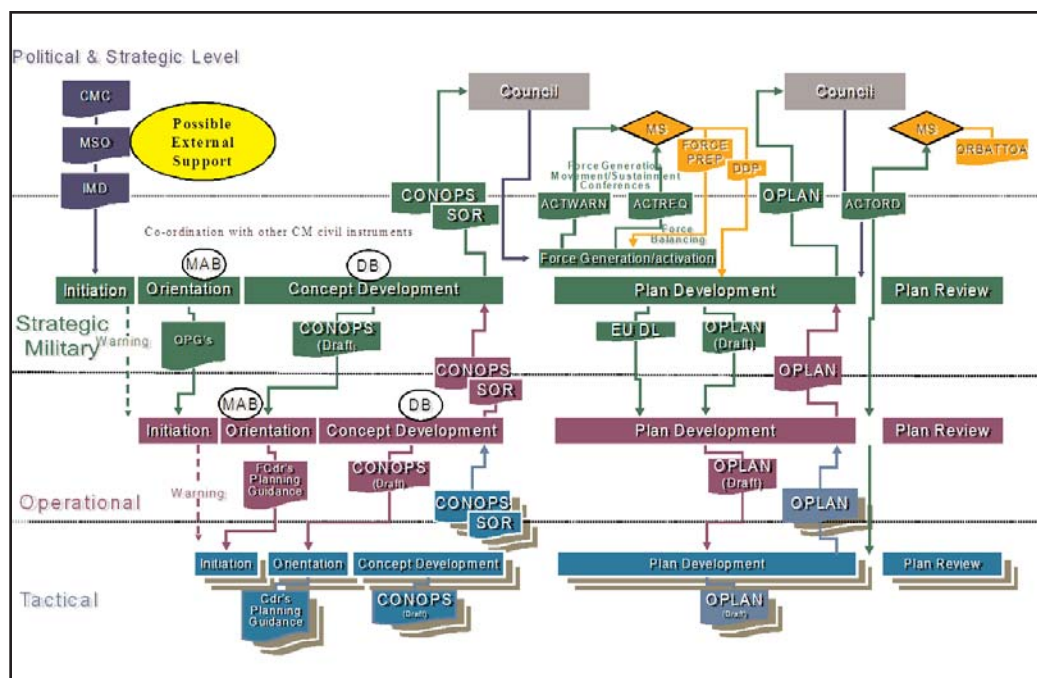 Political & Strategic Level
CMC
MSO
IMD
Possible
External
Support
Council
Council
MS
MS
FORCE
PREP
DDP
ORBATTOA
Force Generation
Movement/Sustainment
Conferences
CONOPS
SOR
ACTWARN
ACTREQ
OPLAN
ACTORD
Force
Balancing
Co-ordination with other CM civil instruments
Force Generation/activation
MAB
DB
Initiation
Orientation
Concept Development
Plan Development
Plan Review
Strategic
Military
Warning
OPG's
CONOPS
(Draft)
EU DL
OPLAN
(Draft)
CONOPS
SOR
OPLAN
MAB
DB
Initiation
Orientation
Concept Development
Plan Development
Plan Review
Operational
Warning
FCdr's
Planning
Guidance
CONOPS
(Draft)
OPLAN
(Draft)
CONOPS
SOR
OPLAN
Initiation
Orientation
Concept Development
Plan Development
Plan Review
Tactical
Cdr's
Planning
Guidance
CONOPS
(Draft)
OPLAN
(Draft)